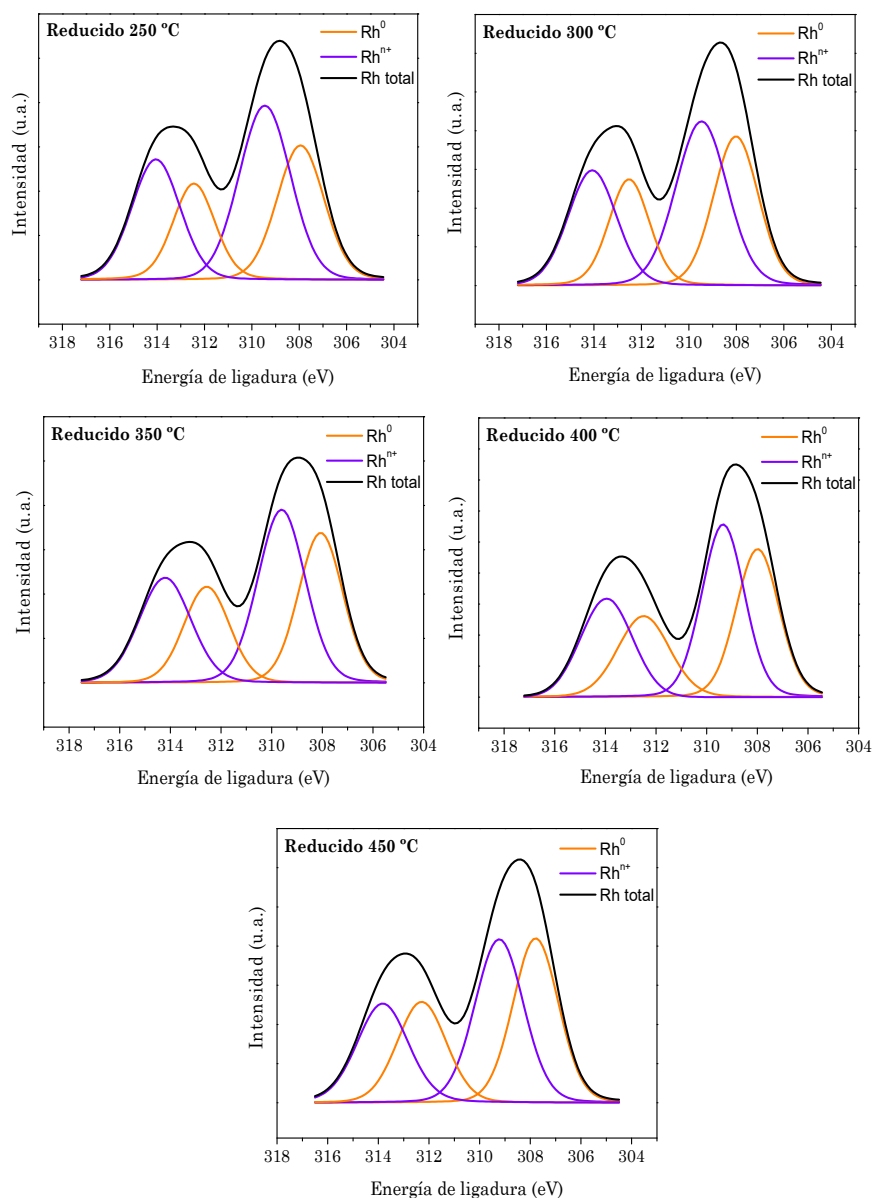 Reducido 250 ºC
Rh0
Rhn+
Rh total
Intensidad (u.a.)
318 316 314 312 310 308 306 304
Energía de ligadura (eV)
Reducido 300 ºC
Rh0
Rhn+
Rh total
Intensidad (u.a.)
318 316 314 312 310 308 306 304
Energía de ligadura (eV)
Reducido 350 ºC
Rh0
Rhn+
Rh total
Intensidad (u.a.)
318 316 314 312 310 308 306 304
Energía de ligadura (eV)
Reducido 400 ºC
Rh0
Rhn+
Rh total
Intensidad (u.a.)
318 316 314 312 310 308 306 304
Energía de ligadura (eV)
Reducido 450 ºC
Rh0
Rhn+
Rh total
Intensidad (u.a.)
318 316 314 312 310 308 306 304
Energía de ligadura (eV)